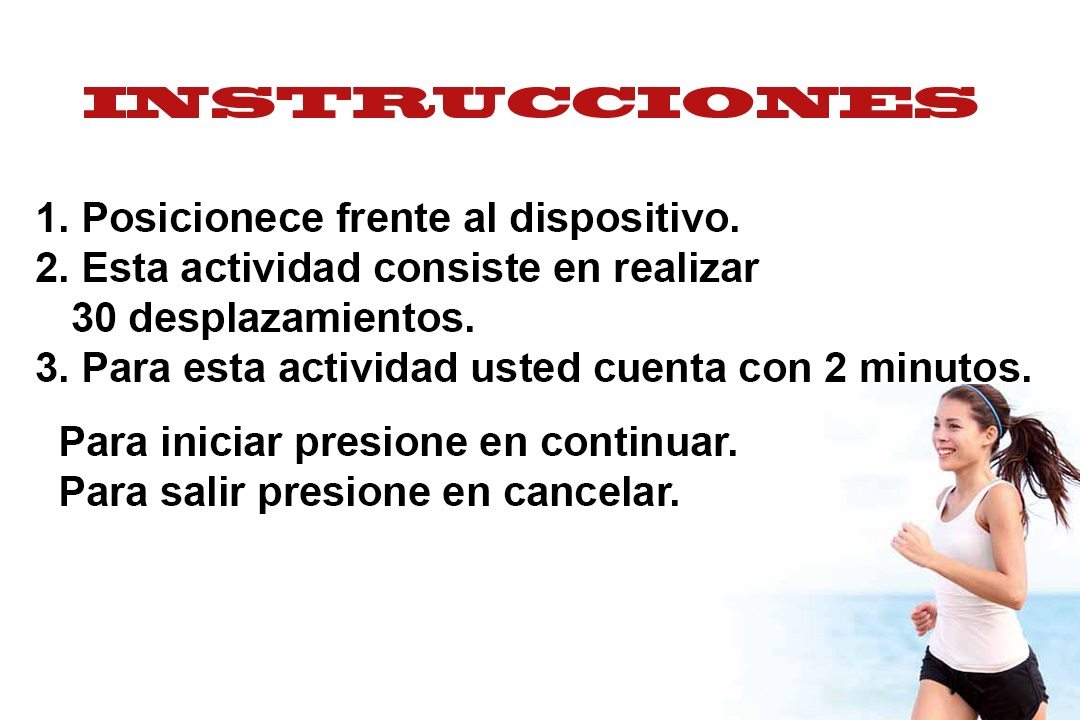 INSTRUCCIONES
1. Posicionece frente al dispositivo.
2. Esta actividad consiste en realizar
30 desplazamientos.
3. Para esta actividad usted cuenta con 2 minutos.
Para iniciar presione en continuar.
Para salir presione en cancelar.